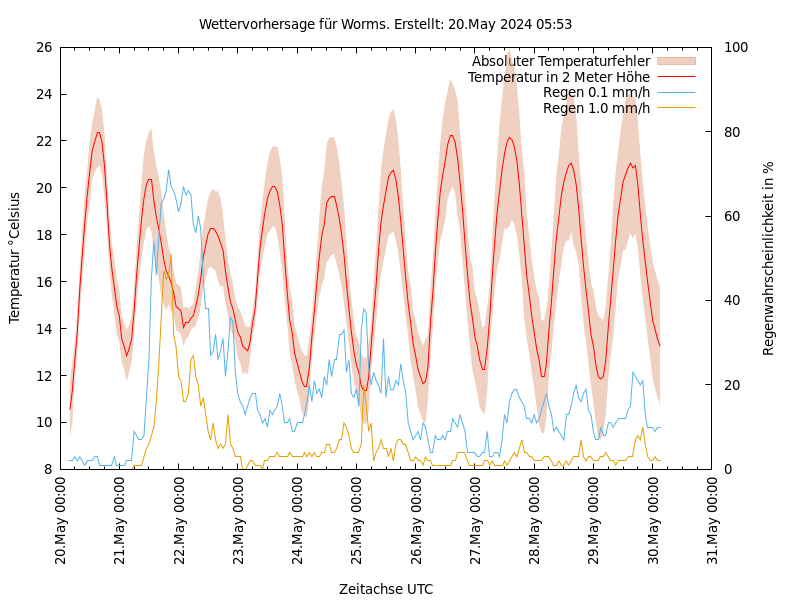 Wettervorhersage für Worms. Erstellt: 20.May 2024 05:53
Absoluter Temperaturfehler
Temperatur in 2 Meter Höhe
Regen 0.1 mm/h
Regen 1.0 mm/h
Temperatur °Celsius
26
24
22
20
18
16
14
12
10
8
100
80
60
40
20
0
Regenwahrscheinlichkeit in %
20.May 00:00
21.May 00:00
22.May 00:00
23.May 00:00
24.May 00:00
25.May 00:00
26.May 00:00
27.May 00:00
28.May 00:00
29.May 00:00
30.May 00:00
31.May 00:00
Zeitachse UTC